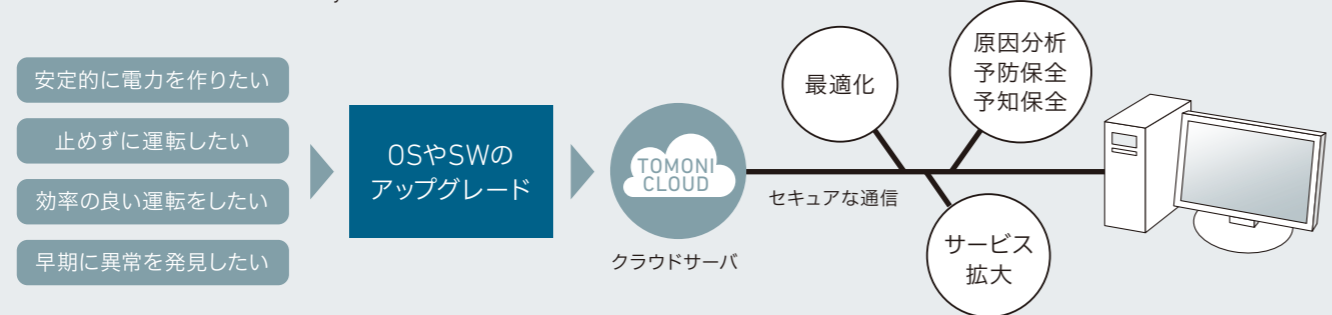 安定的に電力を作りたい
止めずに運転したい
効率の良い運転をしたい
早期に異常を発見したい
OSやSWの
アップグレード
TOMONI
CLOUD
クラウドサーバ
セキュアな通信
最適化
原因分析
予防保全
予知保全
サービス
拡大